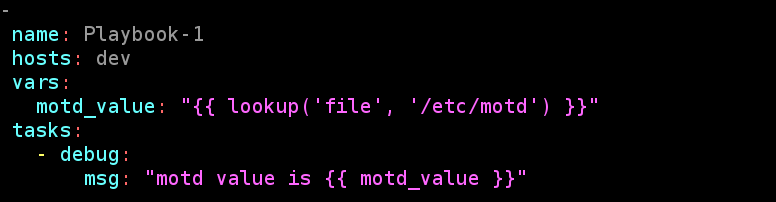 -
 name: Playbook-1
 hosts: dev
 vars:
   motd_value: "{{ lookup('file', '/etc/motd') }}"
 tasks:
   - debug:
       msg: "motd value is {{ motd_value }}"